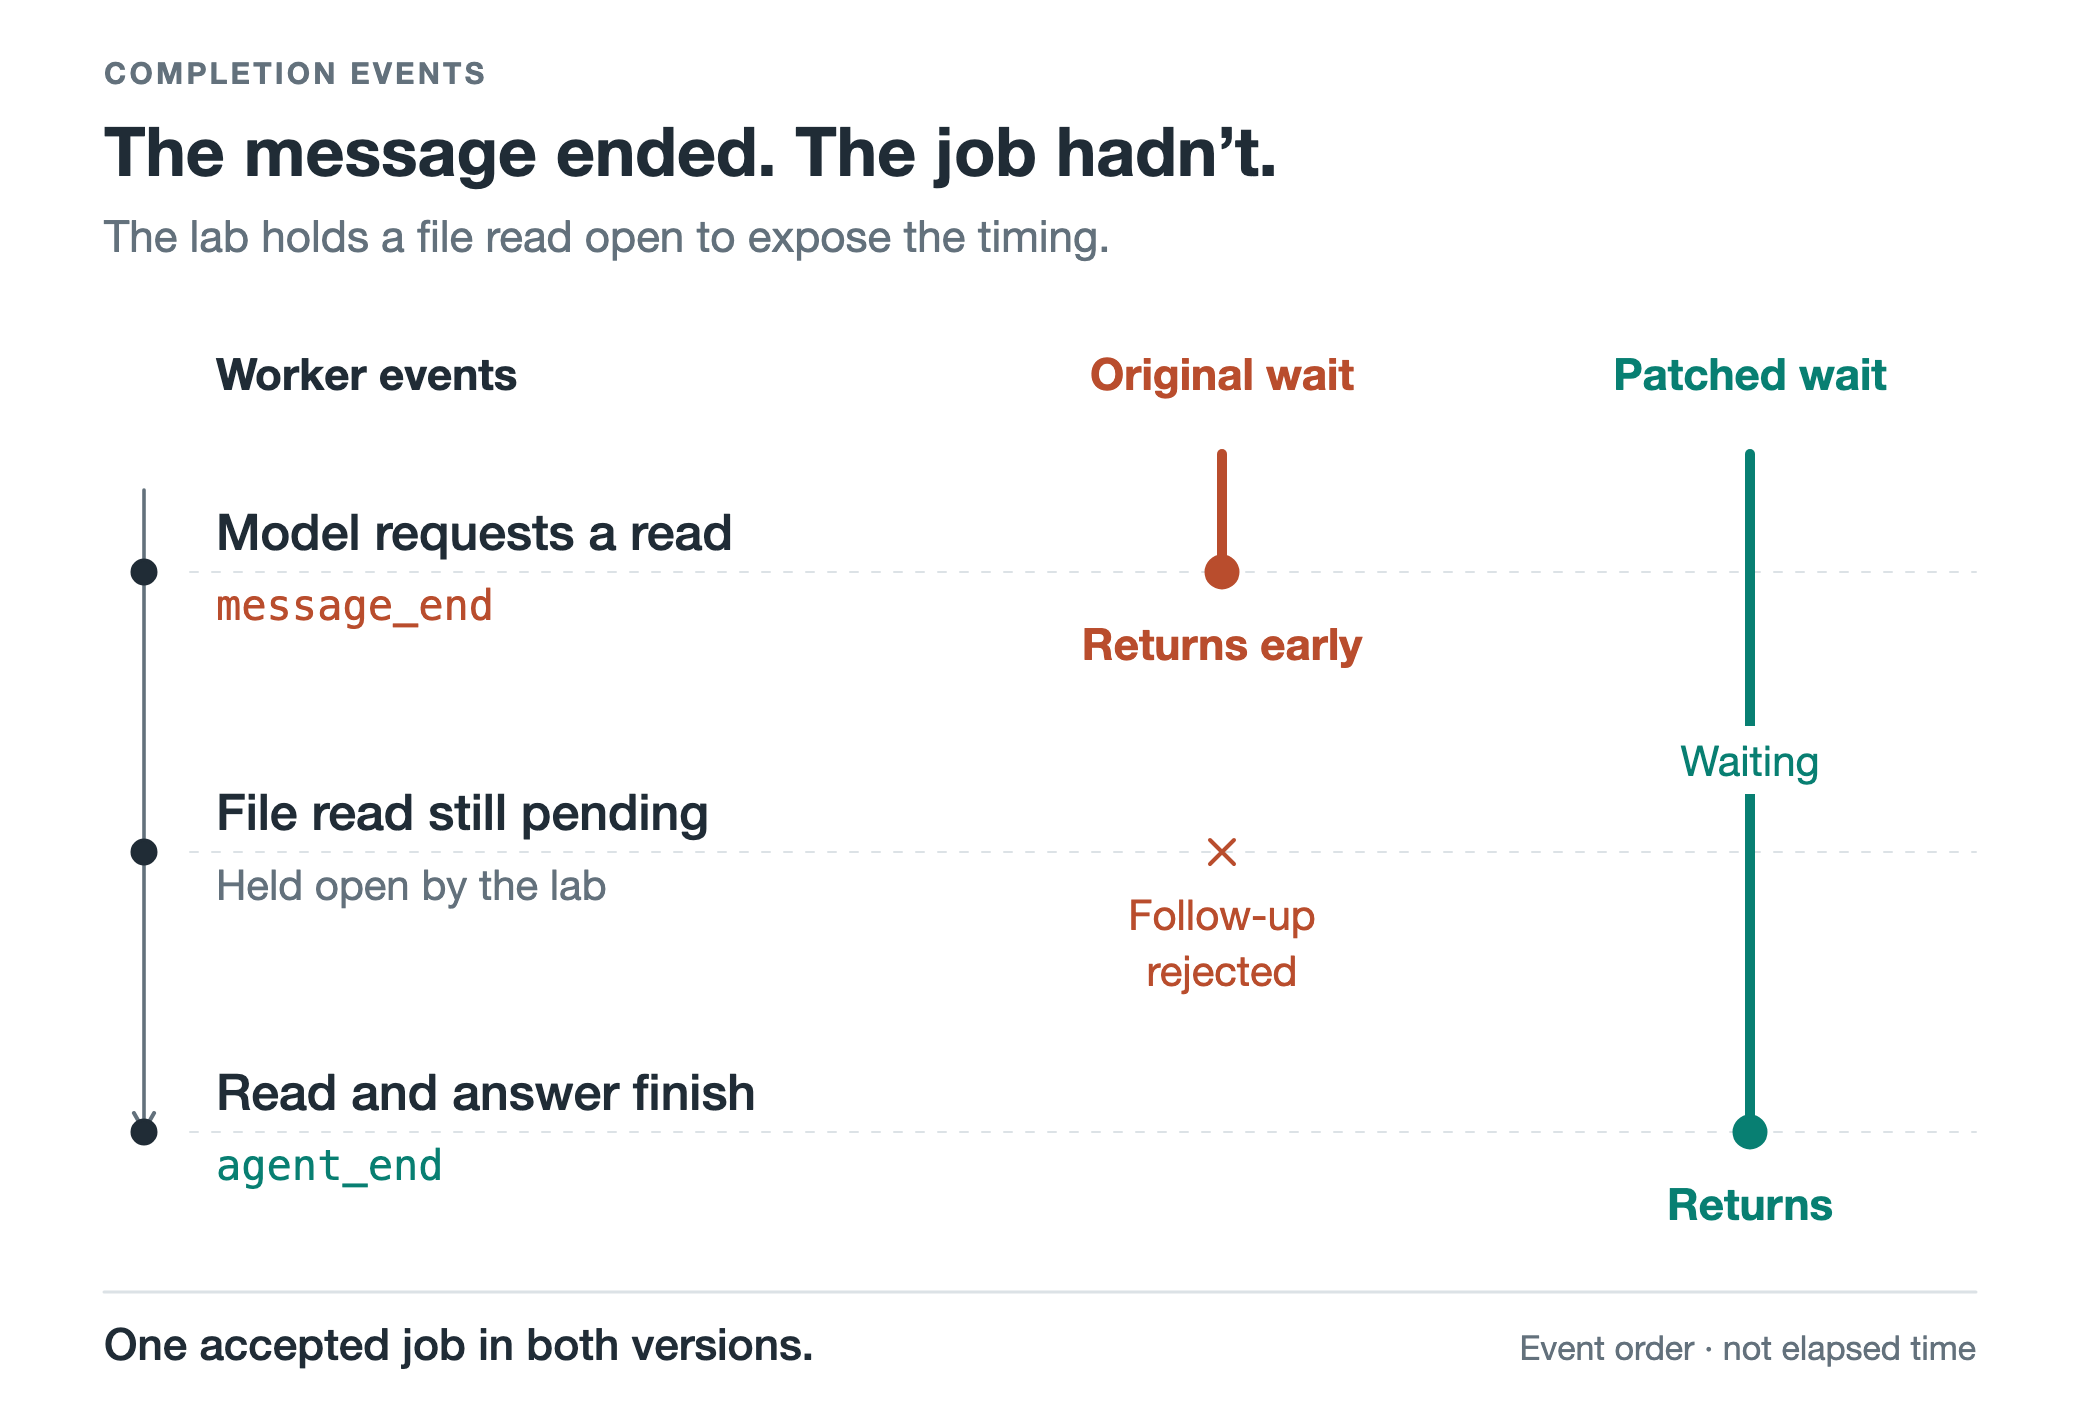 COMPLETION EVENTS
The message ended. The job hadn’t.
The lab holds a file read open to expose the timing.
Worker events
Original wait
Patched wait
Model requests a read
message_end
Returns early
Waiting
File read still pending
Held open by the lab
Follow-up
rejected
Read and answer finish
agent_end
Returns
One accepted job in both versions.
Event order · not elapsed time